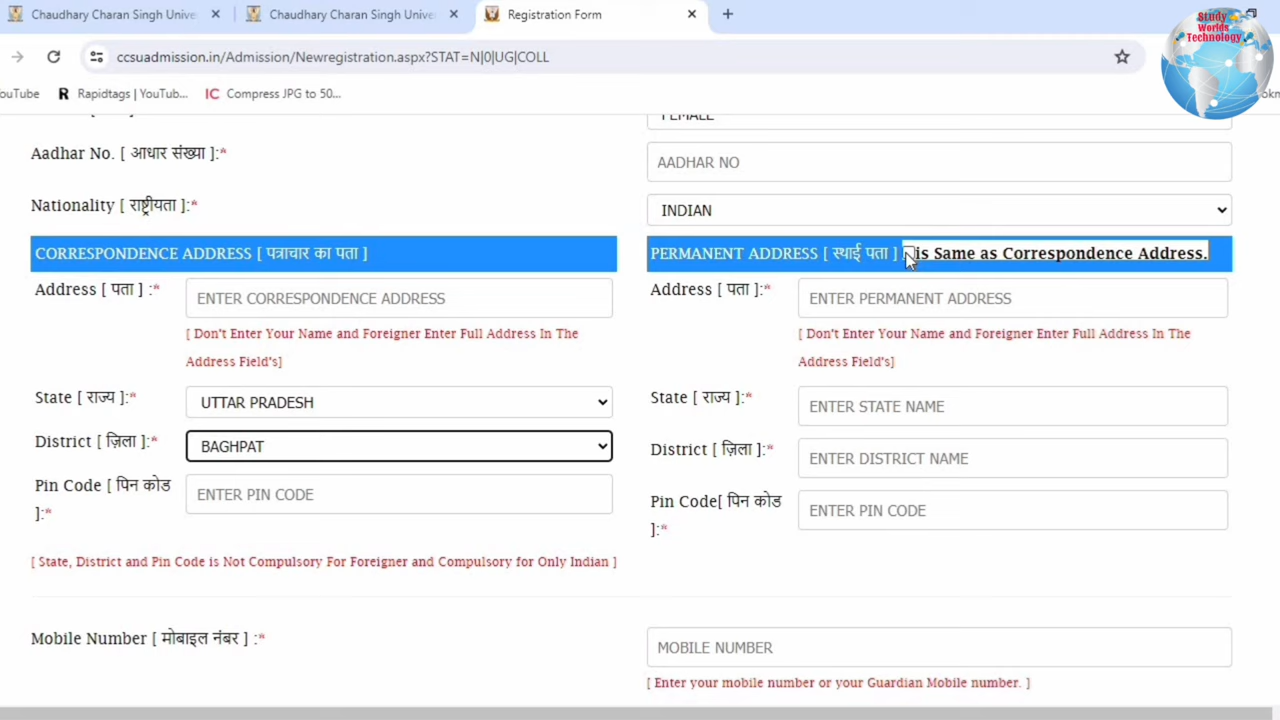 Chaudhary Charan Singh Unive
Chaudhary Charan Singh Unive
Registration Form
Study
Worlds
Technology
ccsuadmission.in/Admission/Newregistration.aspx?STAT=N|0|UG|COLL
ouTube
Rapidtags | YouTub...
Compress JPG to 50...
FEMALE
Aadhar No. [ आधार संख्या ]:*
AADHAR NO
Nationality [ राष्ट्रीयता ]:*
INDIAN
CORRESPONDENCE ADDRESS [ पत्राचार का पता ]
PERMANENT ADDRESS [ स्थाई पता ] is Same as Correspondence Address.
Address [ पता ] :*
ENTER CORRESPONDENCE ADDRESS
[ Don't Enter Your Name and Foreigner Enter Full Address In The
Address Field's]
Address [ पता ]:*
ENTER PERMANENT ADDRESS
[ Don't Enter Your Name and Foreigner Enter Full Address In The
Address Field's]
State [ राज्य ]:*
UTTAR PRADESH
State [ राज्य ]:*
ENTER STATE NAME
District [ ज़िला ]:*
BAGHPAT
District [ ज़िला ]:*
ENTER DISTRICT NAME
Pin Code [ पिन कोड
]:*
ENTER PIN CODE
Pin Code[ पिन कोड
]:*
ENTER PIN CODE
[ State, District and Pin Code is Not Compulsory For Foreigner and Compulsory for Only Indian ]
Mobile Number [ मोबाइल नंबर ] :*
MOBILE NUMBER
[ Enter your mobile number or your Guardian Mobile number. ]